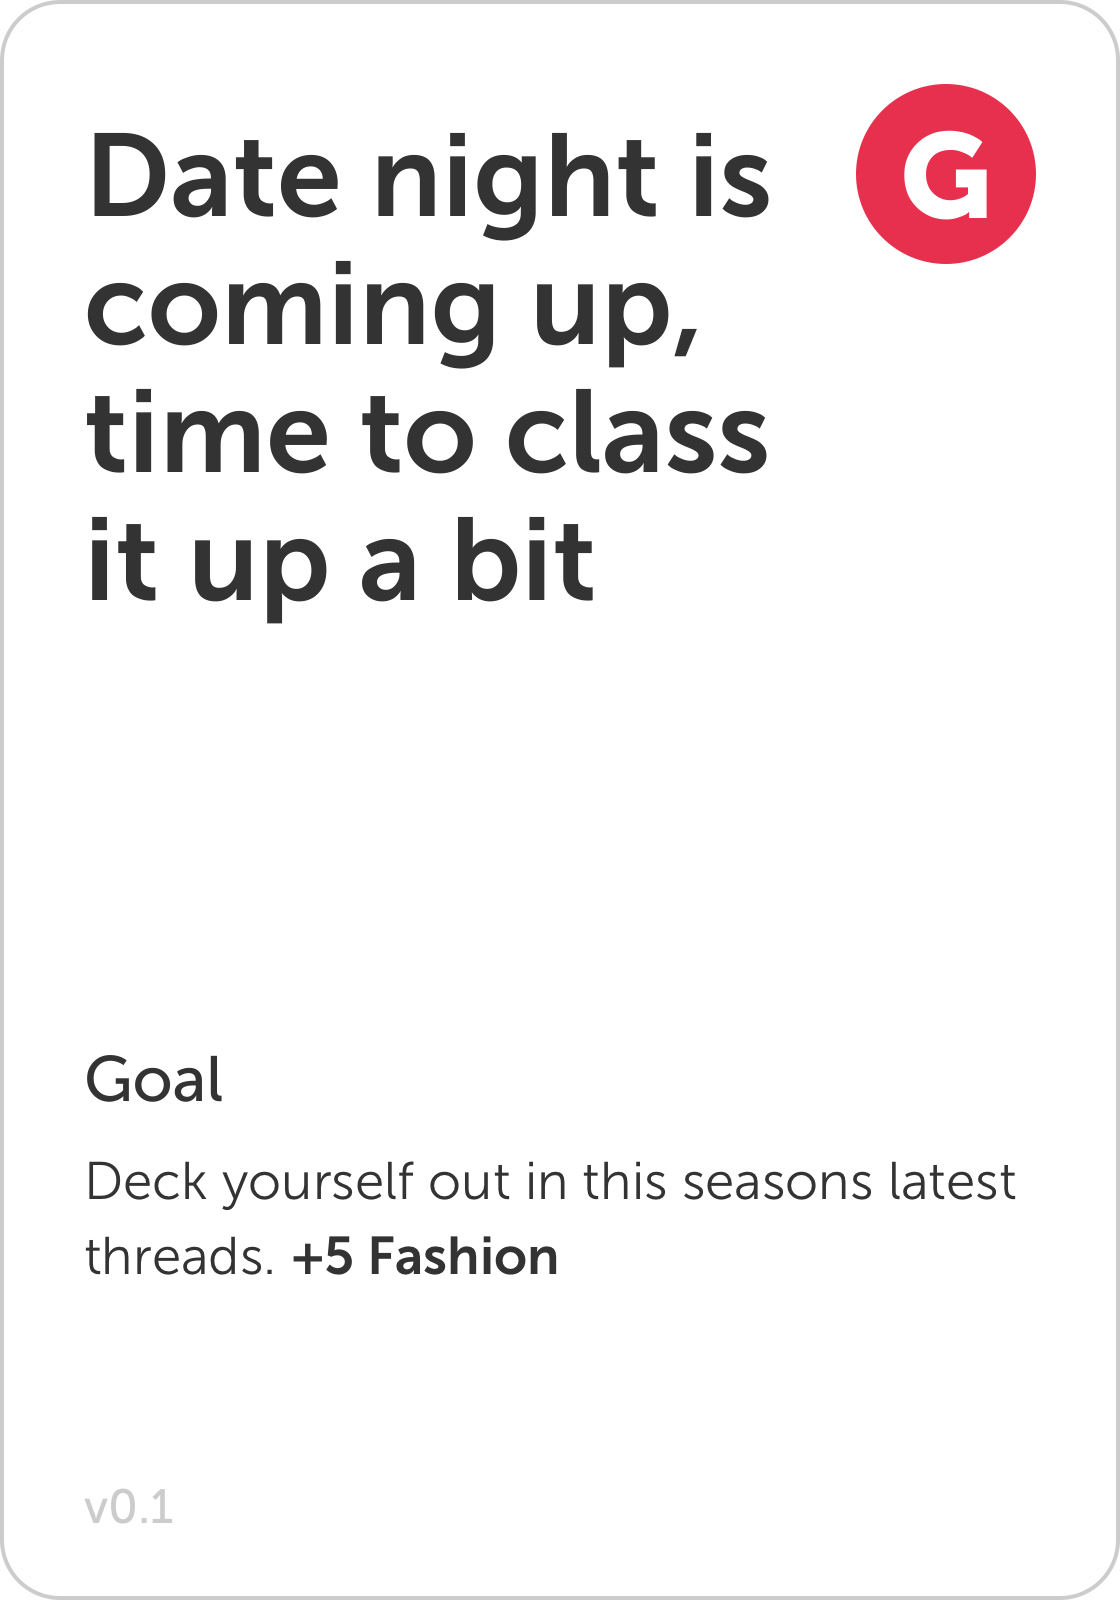 Date night is
G
coming up,
time to class
it up a bit
Goal
Deck yourself out in this seasons latest
threads. +5 Fashion
v0.1